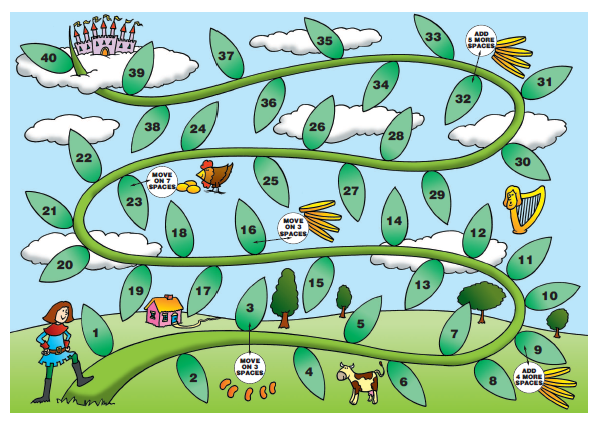 33
ADD
5 MORE
SPACES
35
37
40
39
34
31
32
36
38
24
26
28
22
30
MOVE
ON 7
SPACES
25
27
29
23
21
16
MOVE
ON 3
SPACES
14
18
12
20
11
13
15
19
17
10
3
5
1
7
9
MOVE
ON 3
SPACES
2
4
6
8
ADD
4 MORE
SPACES